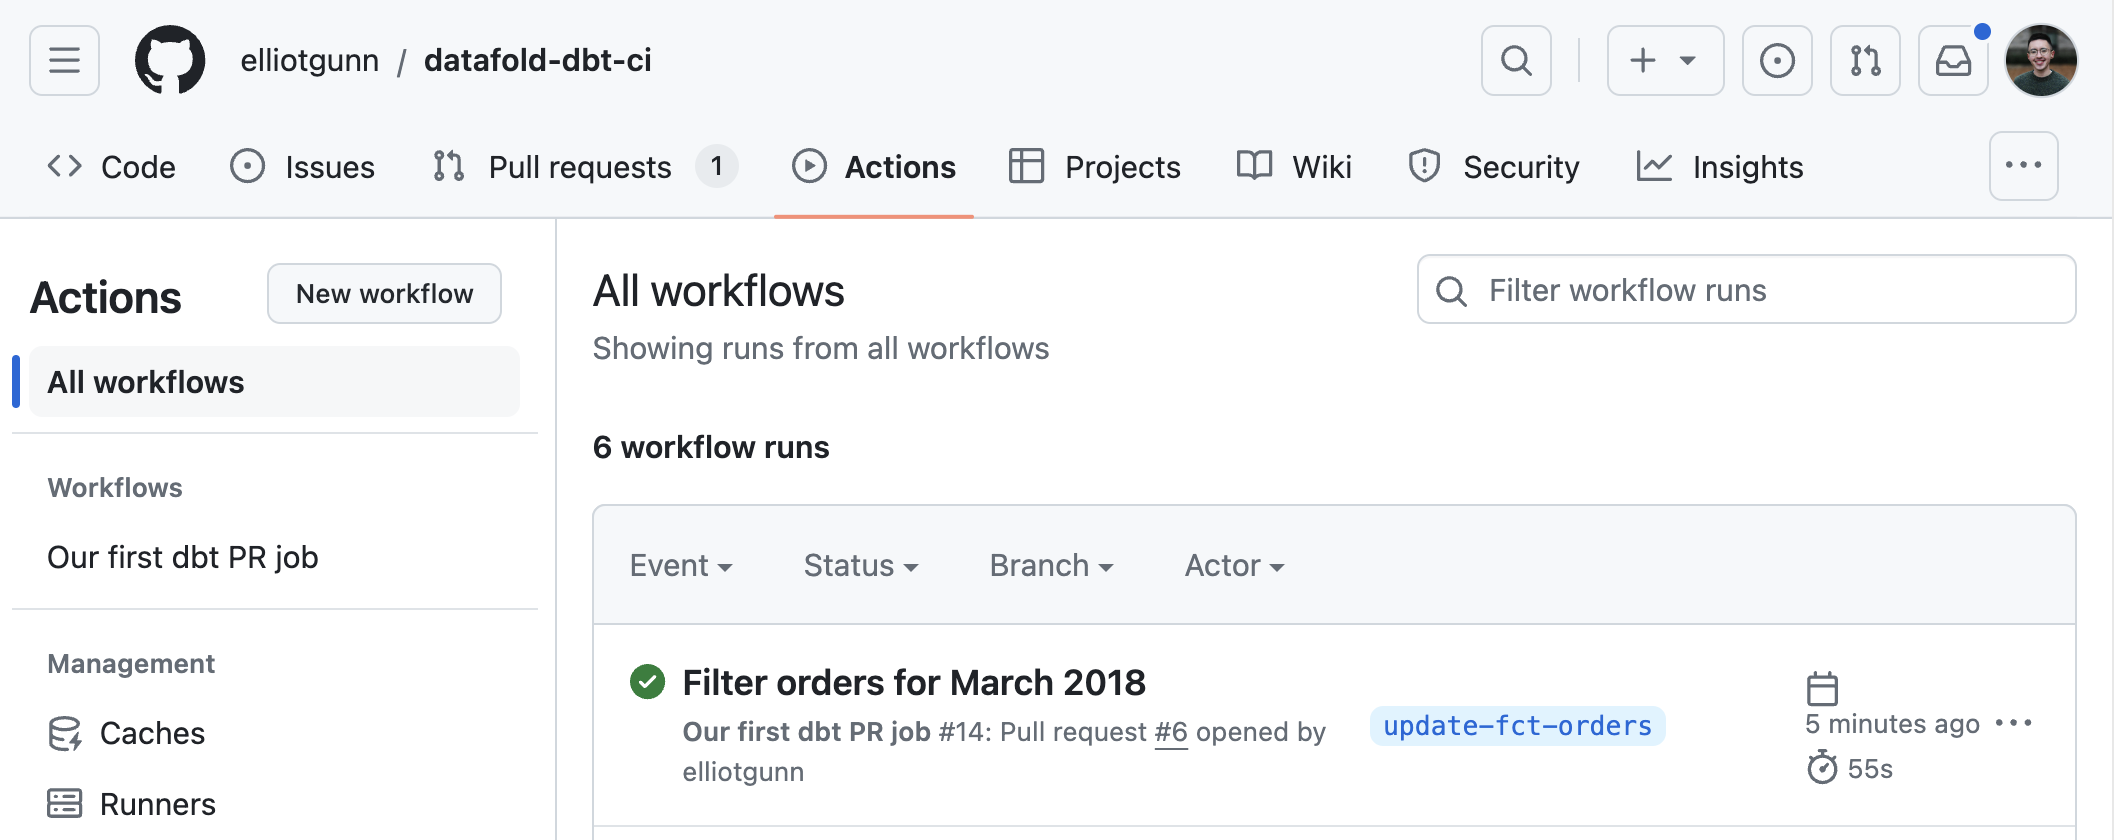 elliotgunn / datafold-dbt-ci
Code Issues Pull requests 1 Actions Projects Wiki Security Insights
Actions
New workflow
All workflows
Workflows
Our first dbt PR job
Management
Caches
Runners
All workflows
Showing runs from all workflows
Filter workflow runs
6 workflow runs
Event Status Branch Actor
Filter orders for March 2018
Our first dbt PR job #14: Pull request #6 opened by
elliotgunn
update-fct-orders
5 minutes ago
55s